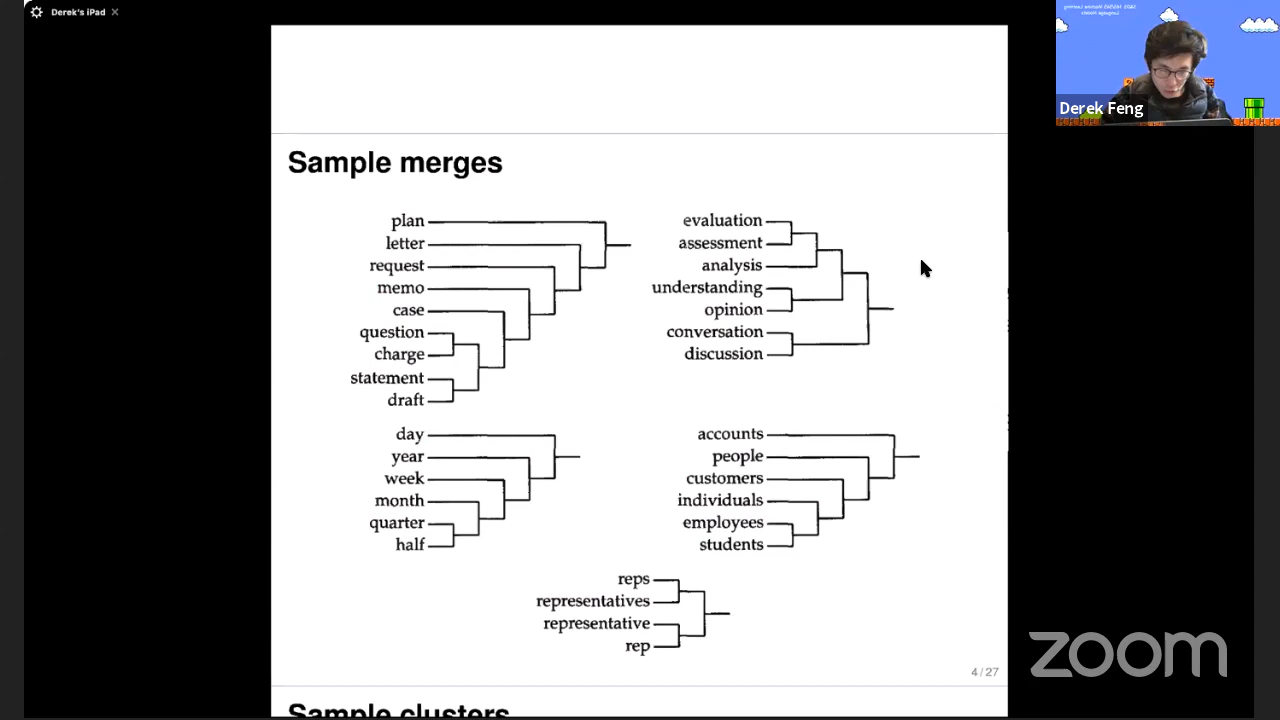 Derek's iPad
Sample merges
plan
letter
request
memo
case
question
charge
statement
draft
evaluation
assessment
analysis
understanding
opinion
conversation
discussion
day
year
week
month
quarter
half
accounts
people
customers
individuals
employees
students
reps
representatives
representative
rep
4 / 27
Sample clusters
Derek Feng
zoom